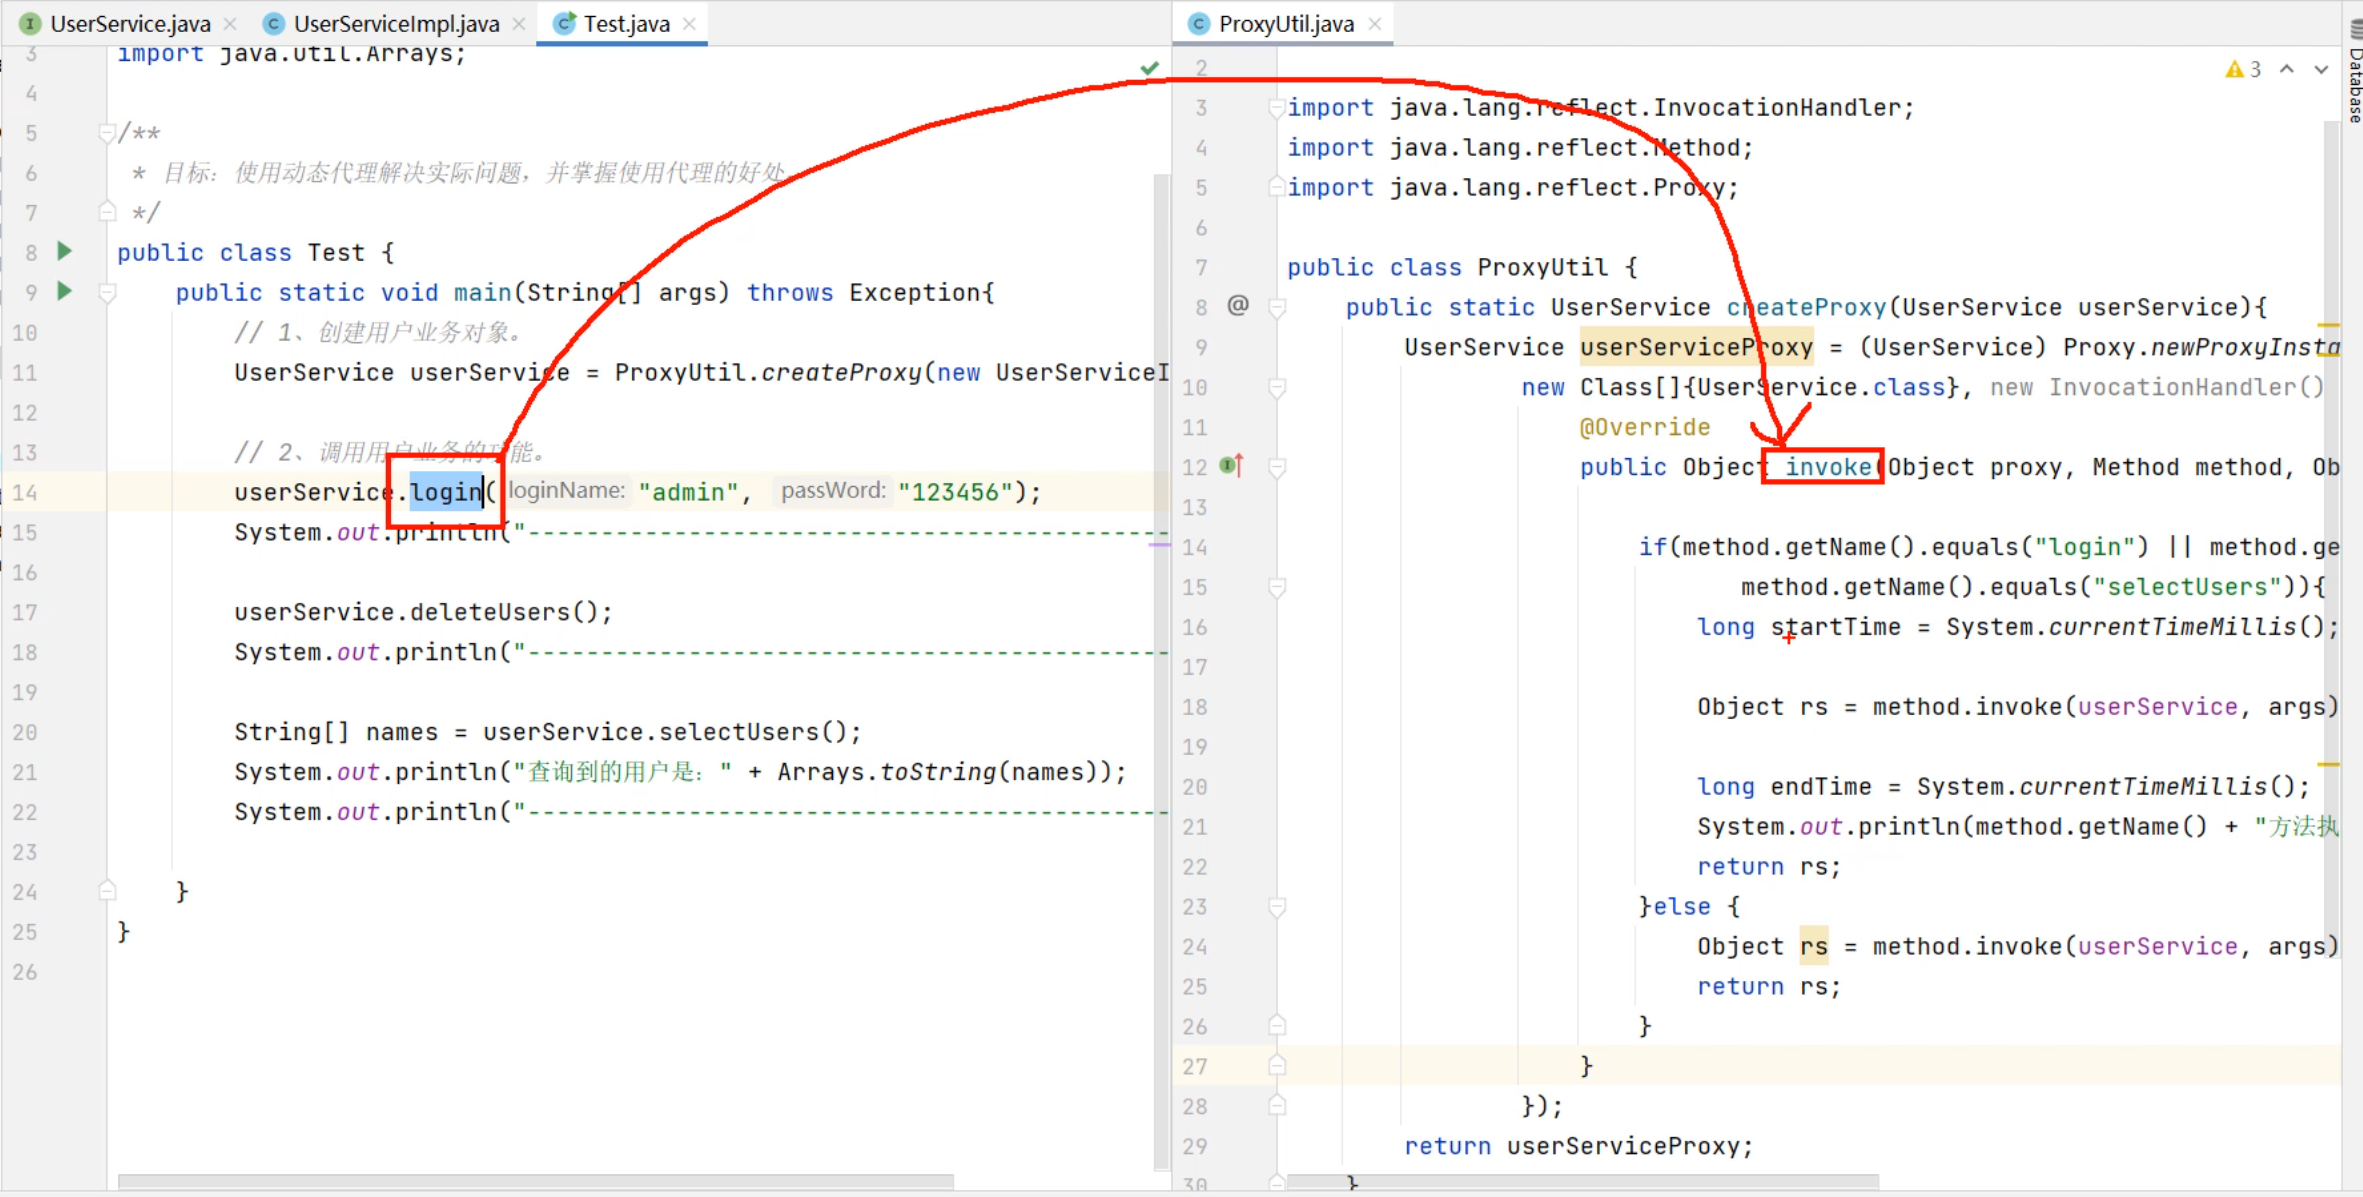 UserService.java
UserServiceImpl.java
Test.java
3 import java.util.Arrays;
4
5 /**
6 * 目标：使用动态代理解决实际问题，并掌握使用代理的好处。
7 */
8 public class Test {
9 public static void main(String[] args) throws Exception{
10 // 1、创建用户业务对象。
11 UserService userService = ProxyUtil.createProxy(new UserServiceI
12
13 // 2、调用用户业务的功能。
14 userService.login( loginName: "admin", passWord: "123456");
15 System.out.println("--------------------------------------------
16
17 userService.deleteUsers();
18 System.out.println("--------------------------------------------
19
20 String[] names = userService.selectUsers();
21 System.out.println("查询到的用户是：" + Arrays.toString(names));
22 System.out.println("--------------------------------------------
23
24 }
25 }
26
ProxyUtil.java
3
Database
2
3 import java.lang.reflect.InvocationHandler;
4 import java.lang.reflect.Method;
5 import java.lang.reflect.Proxy;
6
7 public class ProxyUtil {
8 @ public static UserService createProxy(UserService userService){
9 UserService userServiceProxy = (UserService) Proxy.newProxyInsta
10 new Class[]{UserService.class}, new InvocationHandler()
11 @Override
12 public Object invoke(Object proxy, Method method, Ob
13
14 if(method.getName().equals("login") || method.ge
15 method.getName().equals("selectUsers")){
16 long startTime = System.currentTimeMillis();
17
18 Object rs = method.invoke(userService, args)
19
20 long endTime = System.currentTimeMillis();
21 System.out.println(method.getName() + "方法执
22 return rs;
23 }else {
24 Object rs = method.invoke(userService, args)
25 return rs;
26 }
27 }
28 });
29 return userServiceProxy;
30 }